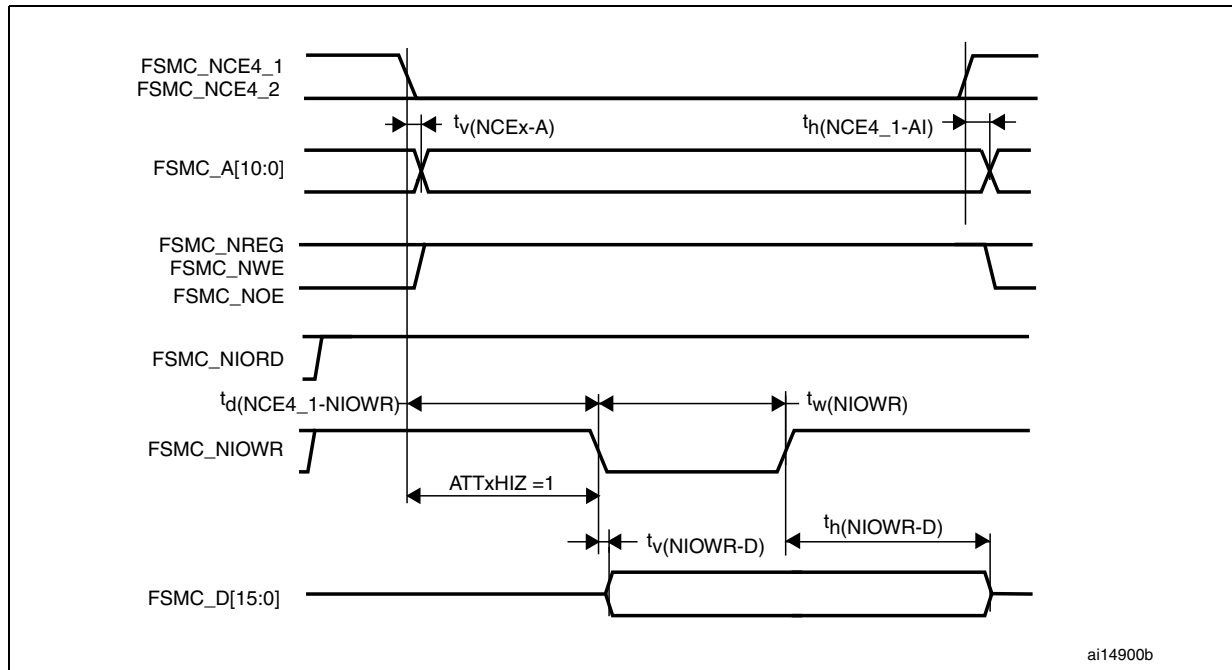 FSMC_NCE4_1
FSMC_NCE4_2
tv(NCEx-A)
th(NCE4_1-AI)
FSMC_A[10:0]
FSMC_NREG
FSMC_NWE
FSMC_NOE
FSMC_NIORD
td(NCE4_1-NIOWR)
tw(NIOWR)
FSMC_NIOWR
ATTxHIZ =1
tv(NIOWR-D)
th(NIOWR-D)
FSMC_D[15:0]
ai14900b